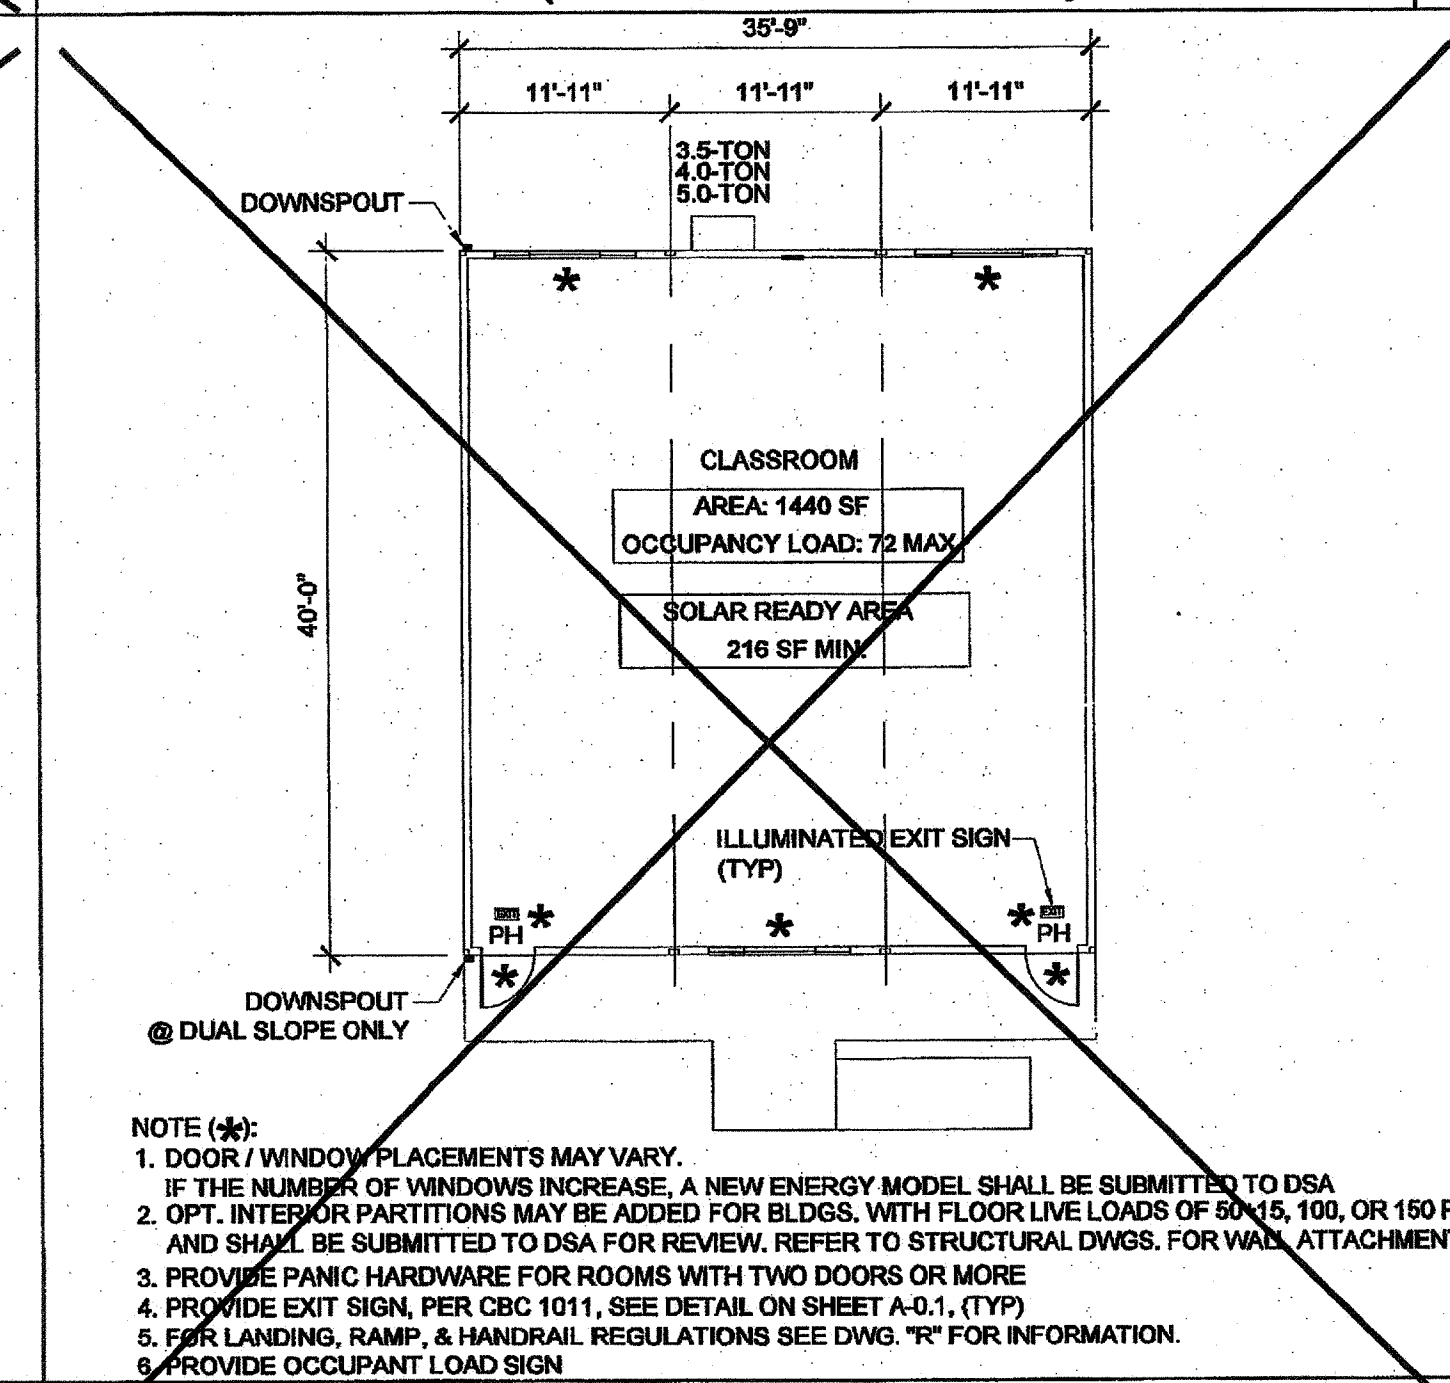 35'-9"
11'-11" 11'-11" 11'-11"
3.5-TON
4.0-TON
5.0-TON
DOWNSPOUT
*
*
CLASSROOM
AREA: 1440 SF
OCCUPANCY LOAD: 72 MAX
40'-0"
SOLAR READY AREA
216 SF MIN.
ILLUMINATED EXIT SIGN
(TYP)
EXIT *
PH
*
* EXIT
PH
*
*
DOWNSPOUT
@ DUAL SLOPE ONLY
NOTE (*):
1. DOOR / WINDOW PLACEMENTS MAY VARY.
IF THE NUMBER OF WINDOWS INCREASE, A NEW ENERGY MODEL SHALL BE SUBMITTED TO DSA
2. OPT. INTERIOR PARTITIONS MAY BE ADDED FOR BLDGS. WITH FLOOR LIVE LOADS OF 50+15, 100, OR 150
AND SHALL BE SUBMITTED TO DSA FOR REVIEW. REFER TO STRUCTURAL DWGS. FOR WALL ATTACHMENT
3. PROVIDE PANIC HARDWARE FOR ROOMS WITH TWO DOORS OR MORE
4. PROVIDE EXIT SIGN, PER CBC 1011, SEE DETAIL ON SHEET A-0.1, (TYP)
5. FOR LANDING, RAMP, & HANDRAIL REGULATIONS SEE DWG. "R" FOR INFORMATION.
6. PROVIDE OCCUPANT LOAD SIGN